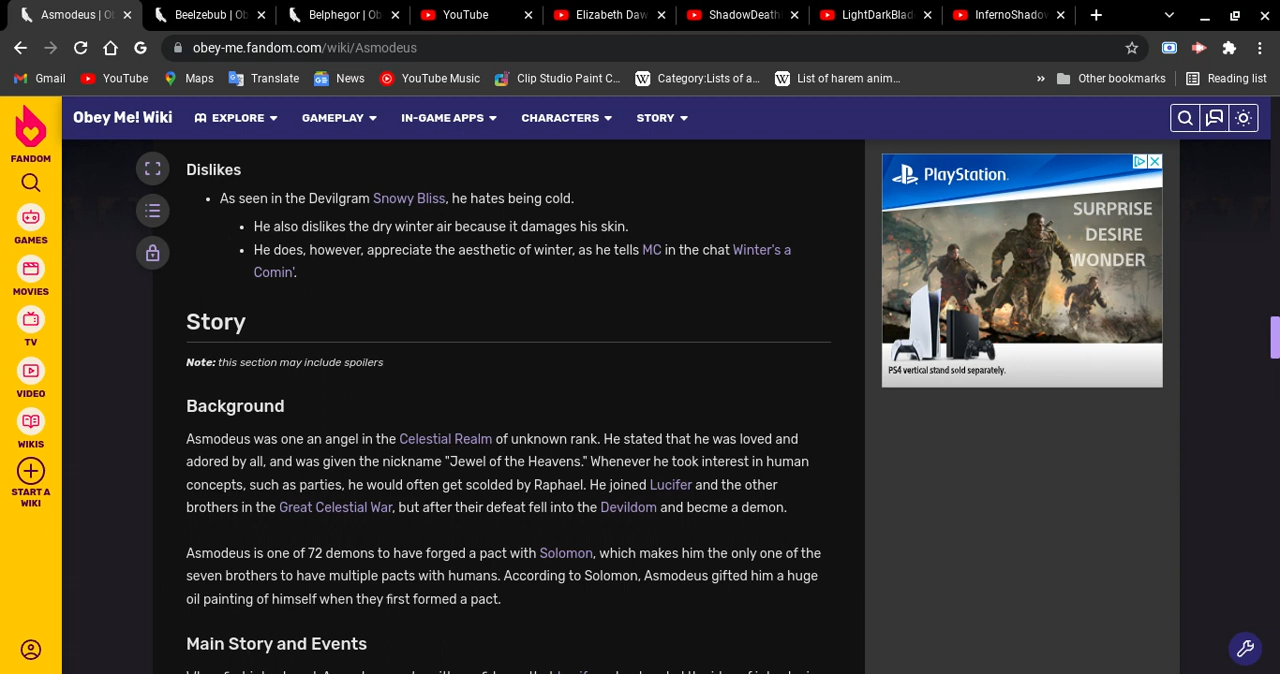 Asmodeus | Ob
Beelzebub | Ob
Belphegor | Ob
YouTube
Elizabeth Daw
ShadowDeath
LightDarkBlad
InfernoShadow
obey-me.fandom.com/wiki/Asmodeus
Gmail YouTube Maps Translate News YouTube Music Clip Studio Paint C... Category:Lists of a... List of harem anim... » Other bookmarks Reading list
Obey Me! Wiki EXPLORE GAMEPLAY IN-GAME APPS CHARACTERS STORY
FANDOM
GAMES
MOVIES
TV
VIDEO
WIKIS
START A
WIKI
Dislikes
• As seen in the Devilgram Snowy Bliss, he hates being cold.
• He also dislikes the dry winter air because it damages his skin.
• He does, however, appreciate the aesthetic of winter, as he tells MC in the chat Winter's a
Comin'.
Story
Note: this section may include spoilers
Background
Asmodeus was one an angel in the Celestial Realm of unknown rank. He stated that he was loved and
adored by all, and was given the nickname "Jewel of the Heavens." Whenever he took interest in human
concepts, such as parties, he would often get scolded by Raphael. He joined Lucifer and the other
brothers in the Great Celestial War, but after their defeat fell into the Devildom and becme a demon.
Asmodeus is one of 72 demons to have forged a pact with Solomon, which makes him the only one of the
seven brothers to have multiple pacts with humans. According to Solomon, Asmodeus gifted him a huge
oil painting of himself when they first formed a pact.
Main Story and Events
PlayStation
SURPRISE
DESIRE
WONDER
PS4 vertical stand sold separately.